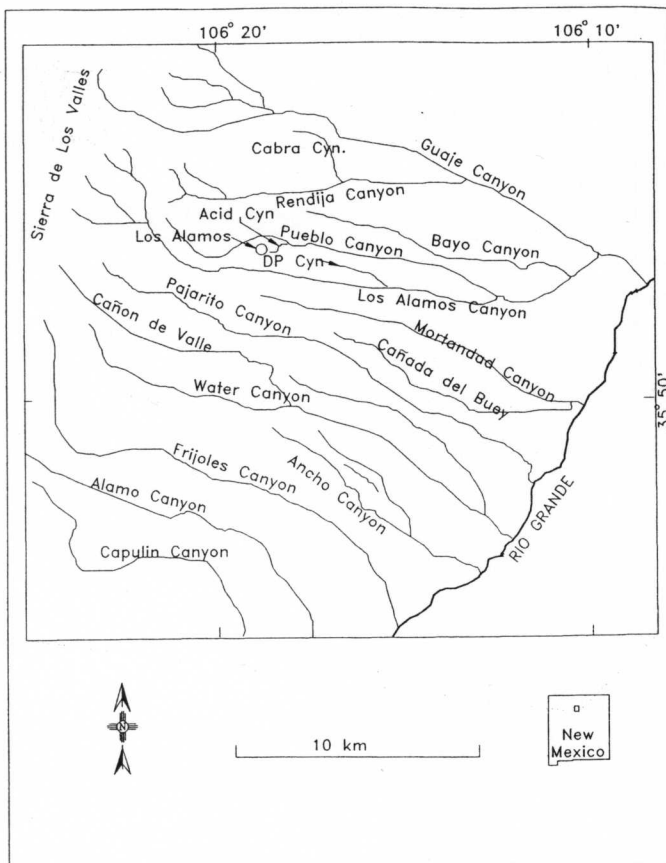 106° 20'
106° 10'
Sierra de Los Valles
Cabra Cyn.
Guaje Canyon
Rendija Canyon
Acid Cyn
Los Alamos
Pueblo Canyon
Bayo Canyon
DP Cyn
Los Alamos Canyon
Pajarito Canyon
Cañon de Valle
Mortandad Canyon
Cañada del Buey
35° 50'
Water Canyon
Frijoles Canyon
Ancho Canyon
Alamo Canyon
RIO GRANDE
Capulin Canyon
N
10 km
New
Mexico